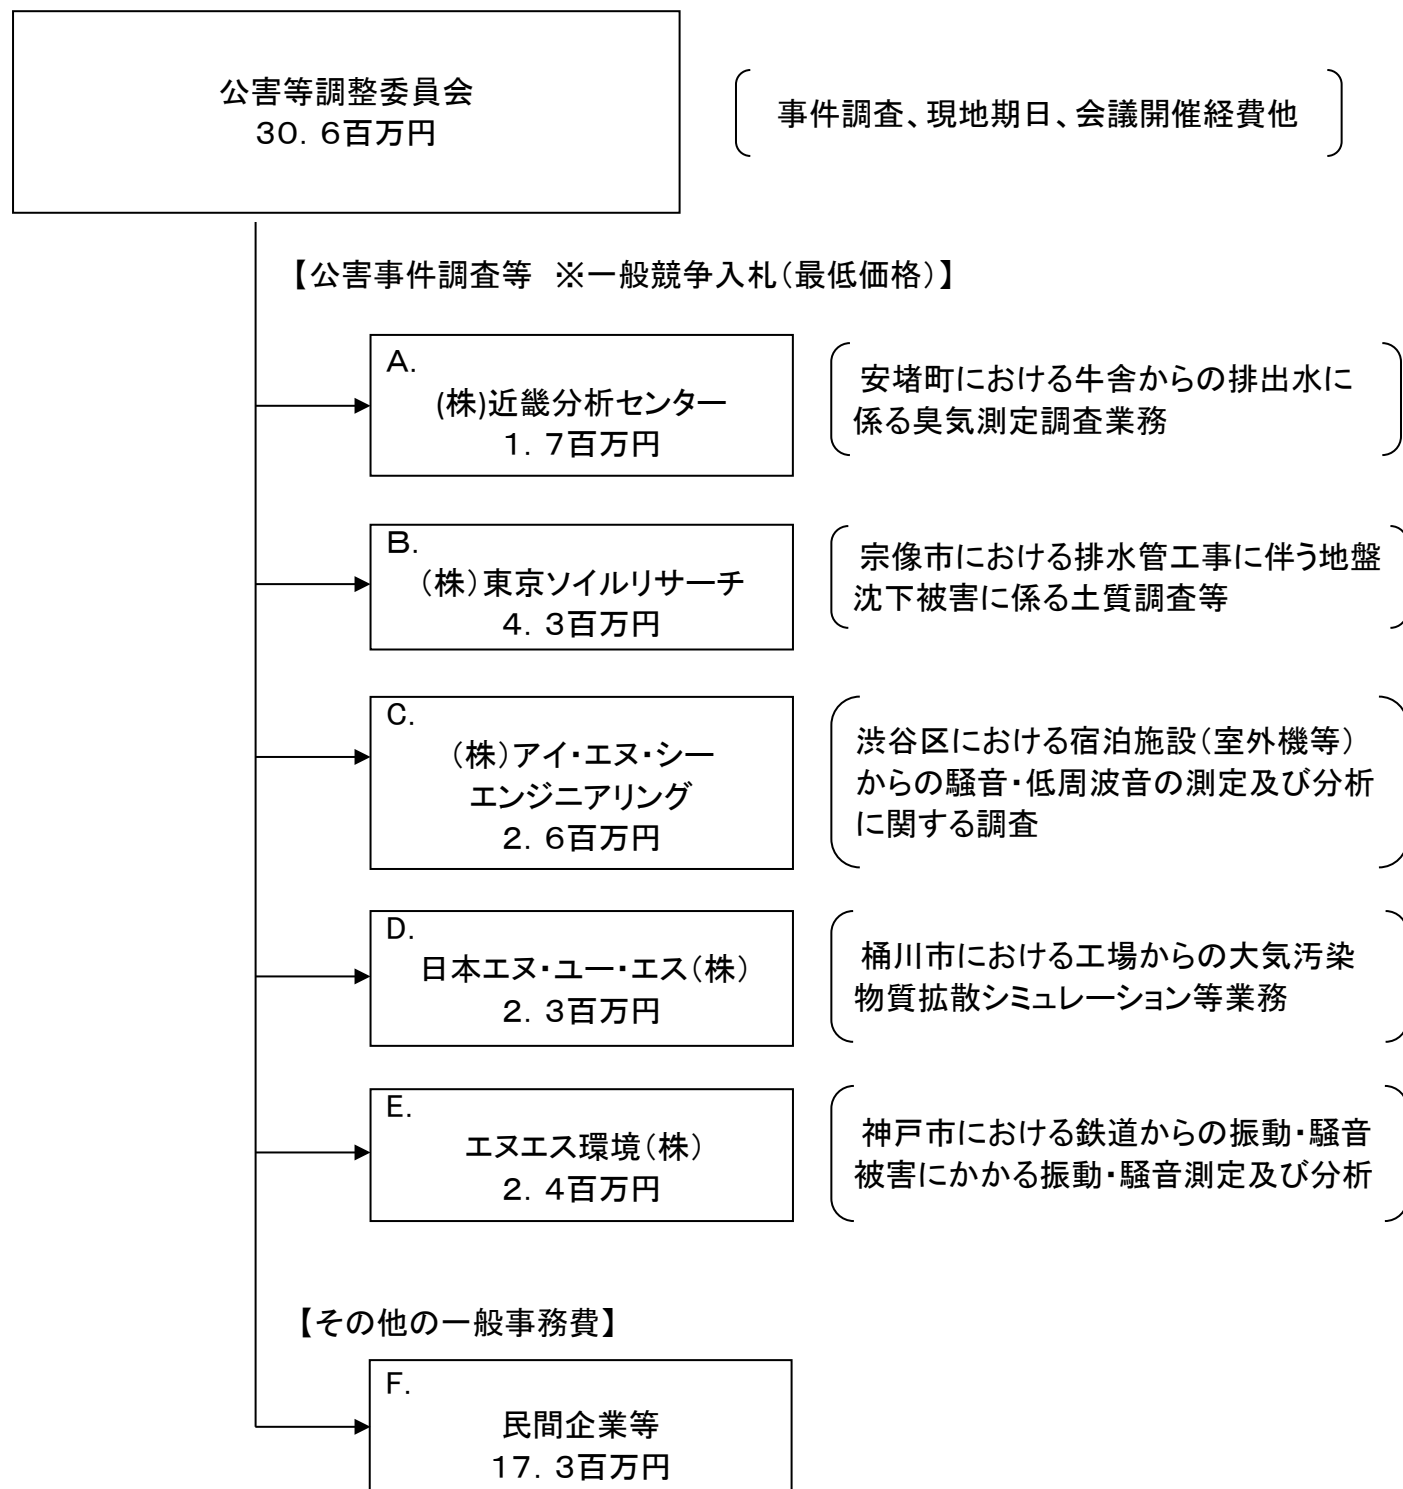 公害等調整委員会
30.6百万円
事件調査、現地期日、会議開催経費他
【公害事件調査等　※一般競争入札(最低価格)】
A.
(株)近畿分析センター
1.7百万円
安堵町における牛舎からの排出水に
係る臭気測定調査業務
B.
(株)東京ソイルリサーチ
4.3百万円
宗像市における排水管工事に伴う地盤
沈下被害に係る土質調査等
C.
(株)アイ・エヌ・シー
エンジニアリング
2.6百万円
渋谷区における宿泊施設(室外機等)
からの騒音・低周波音の測定及び分析
に関する調査
D.
日本エヌ・ユー・エス(株)
2.3百万円
桶川市における工場からの大気汚染
物質拡散シミュレーション等業務
E.
エヌエス環境(株)
2.4百万円
神戸市における鉄道からの振動・騒音
被害にかかる振動・騒音測定及び分析
【その他の一般事務費】
F.
民間企業等
17.3百万円